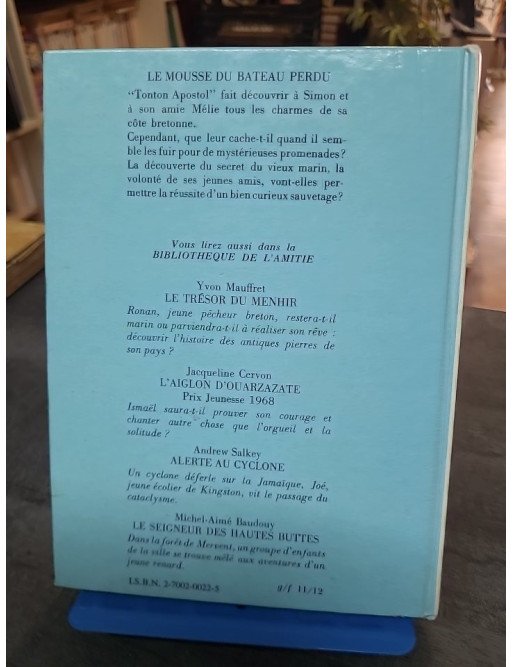 LE MOUSSE DU BATEAU PERDU
"Tonton Apostol" fait découvrir à Simon et
à son amie Mélie tous les charmes de sa
côte bretonne.
Cependant, que leur cache-t-il quand il sem-
ble les fuir pour de mystérieuses promenades?
La découverte du secret du vieux marin, la
volonté de ses jeunes amis, vont-elles per-
mettre la réussite d'un bien curieux sauvetage?
Vous lirez aussi dans la
BIBLIOTHEQUE DE L'AMITIE
Yvon Mauffret
LE TRÉSOR DU MENHIR
Ronan, jeune pêcheur breton, restera-t-il
marin ou parviendra-t-il à réaliser son rêve :
découvrir l'histoire des antiques pierres de
son pays ?
Jacqueline Cervon
L'AIGLON D'OUARZAZATE
Prix Jeunesse 1968
Ismaël saura-t-il prouver son courage et
chanter autre chose que l'orgueil et la
solitude ?
Andrew Salkey
ALERTE AU CYCLONE
Un cyclone déferle sur la Jamaïque, Joé,
jeune écolier de Kingston, vit le passage du
cataclysme.
Michel-Aimé Baudouy
LE SEIGNEUR DES HAUTES BUTTES
Dans la forêt de Mervent, un groupe d'enfants
de la ville se trouve mêlé aux aventures d'un
jeune renard.
I.S.B.N. 2-7002-0022-5 g/f 11/12